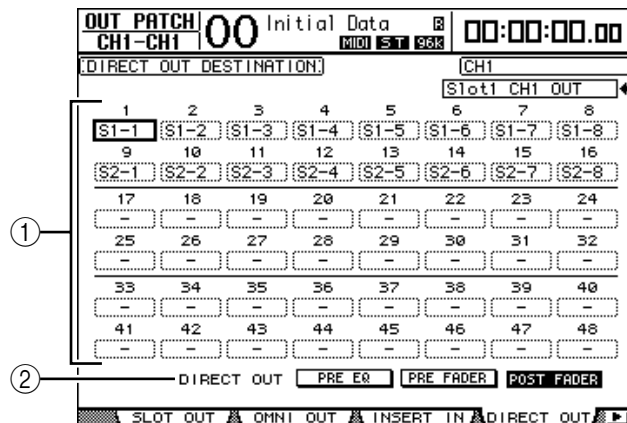 OUT PATCH 00 Initial Data R 00:00:00.00
CH1-CH1 MIDI ST 96k
DIRECT OUT DESTINATION CH1
Slot1 CH1 OUT
1 2 3 4 5 6 7 8
S1-1 S1-2 S1-3 S1-4 S1-5 S1-6 S1-7 S1-8
9 10 11 12 13 14 15 16
S2-1 S2-2 S2-3 S2-4 S2-5 S2-6 S2-7 S2-8
17 18 19 20 21 22 23 24
- - - - - - - -
① 25 26 27 28 29 30 31 32
- - - - - - - -
33 34 35 36 37 38 39 40
- - - - - - - -
41 42 43 44 45 46 47 48
- - - - - - - -
② DIRECT OUT PRE EQ PRE FADER POST FADER
SLOT OUT OMNI OUT INSERT IN DIRECT OUT